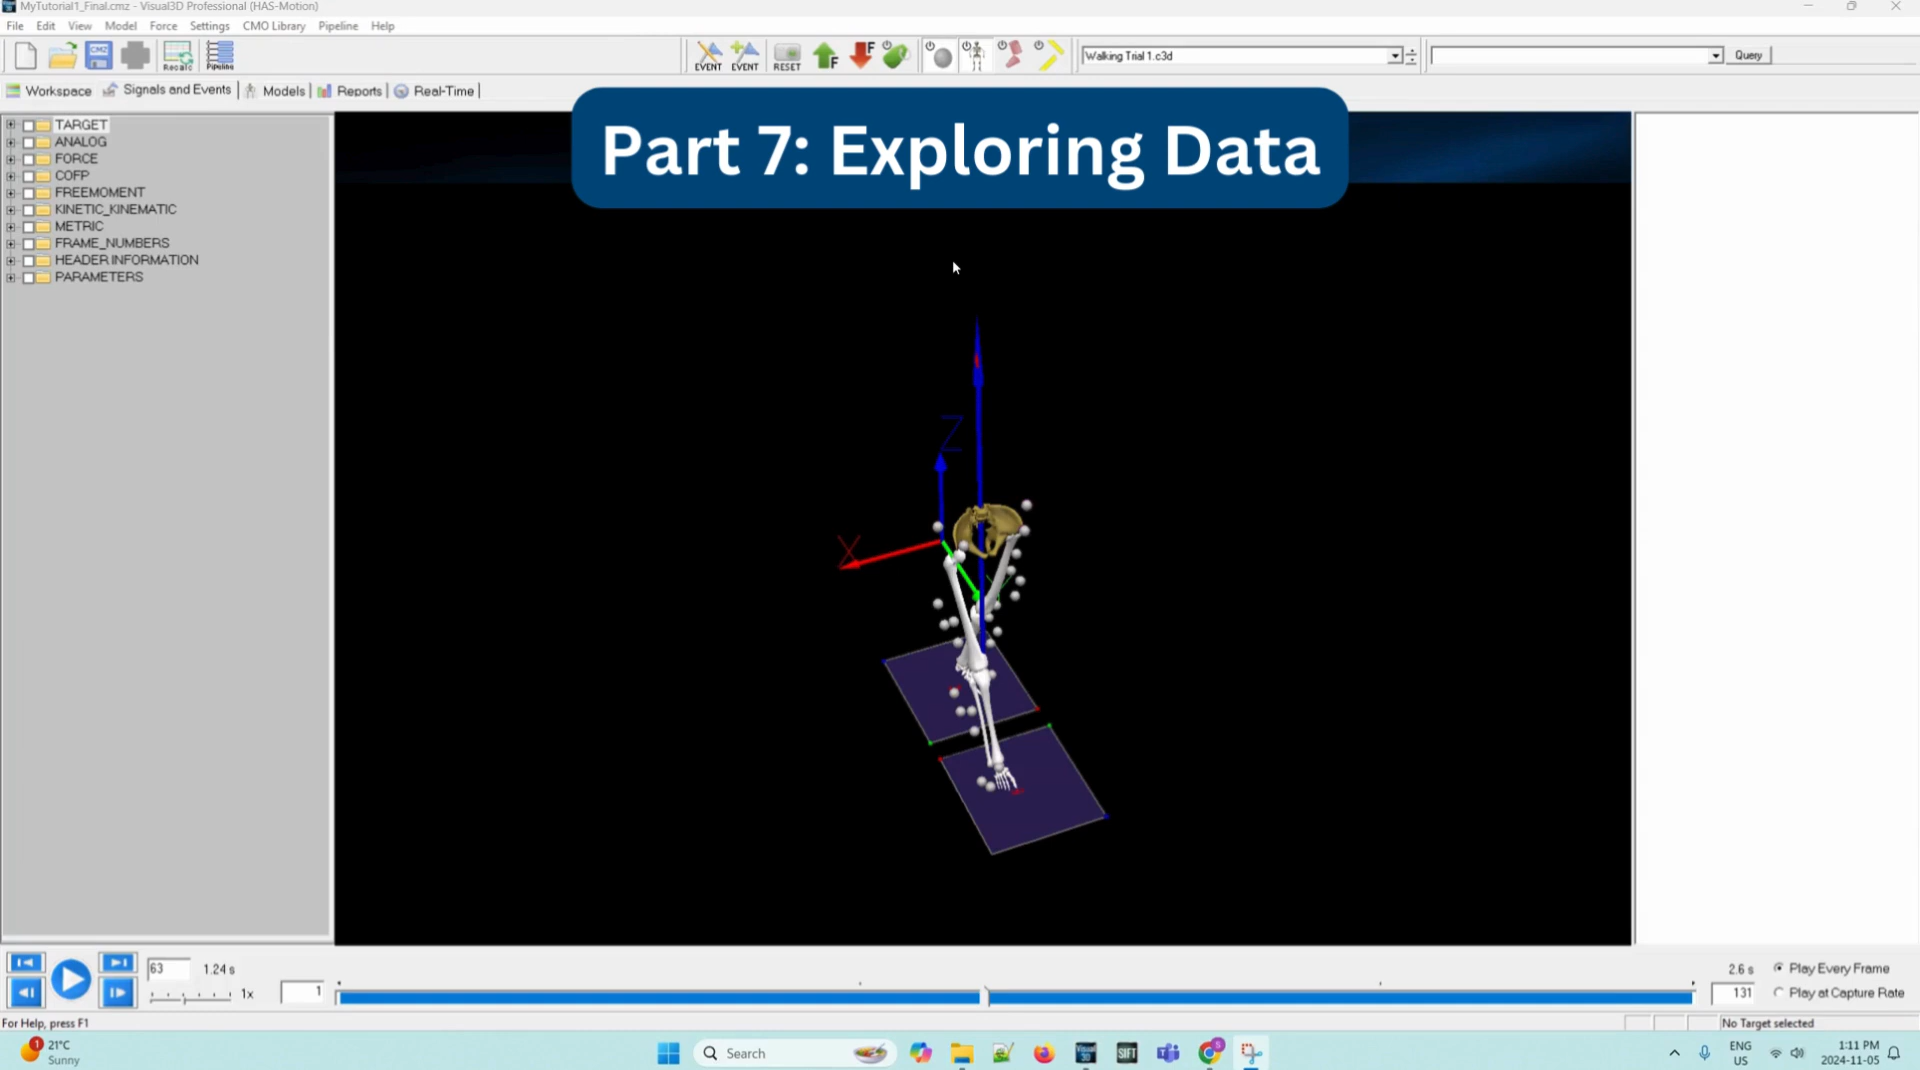 MyTutorial1_Final.cmz - Visual3D Professional (HAS-Motion)
File Edit View Model Force Settings CMO Library Pipeline Help
Recalc Pipeline EVENT EVENT RESET F F Walking Trial 1.c3d Query
Workspace Signals and Events Models Reports Real-Time
Part 7: Exploring Data
TARGET
ANALOG
FORCE
COFP
FREEMOMENT
KINETIC_KINEMATIC
METRIC
FRAME_NUMBERS
HEADER INFORMATION
PARAMETERS
Z
X
63 1.24 s 2.6 s Play Every Frame
1x 1 131 Play at Capture Rate
For Help, press F1 No Target selected
1 21°C
Sunny
Search
SIFT
ENG
US
1:11 PM
2024-11-05